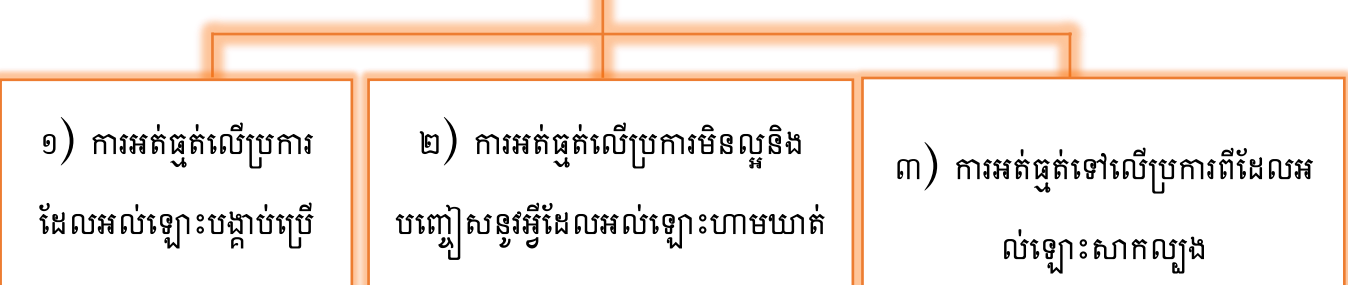 ១) ការអត់ធ្មត់លើប្រការ
ដែលអល់ឡោះបង្គាប់ប្រើ
២) ការអត់ធ្មត់លើប្រការមិនល្អនិង
បញ្ចៀសនូវអ្វីដែលអល់ឡោះហាមឃាត់
៣) ការអត់ធ្មត់ទៅលើប្រការពីដែលអ
ល់ឡោះសាកល្បង